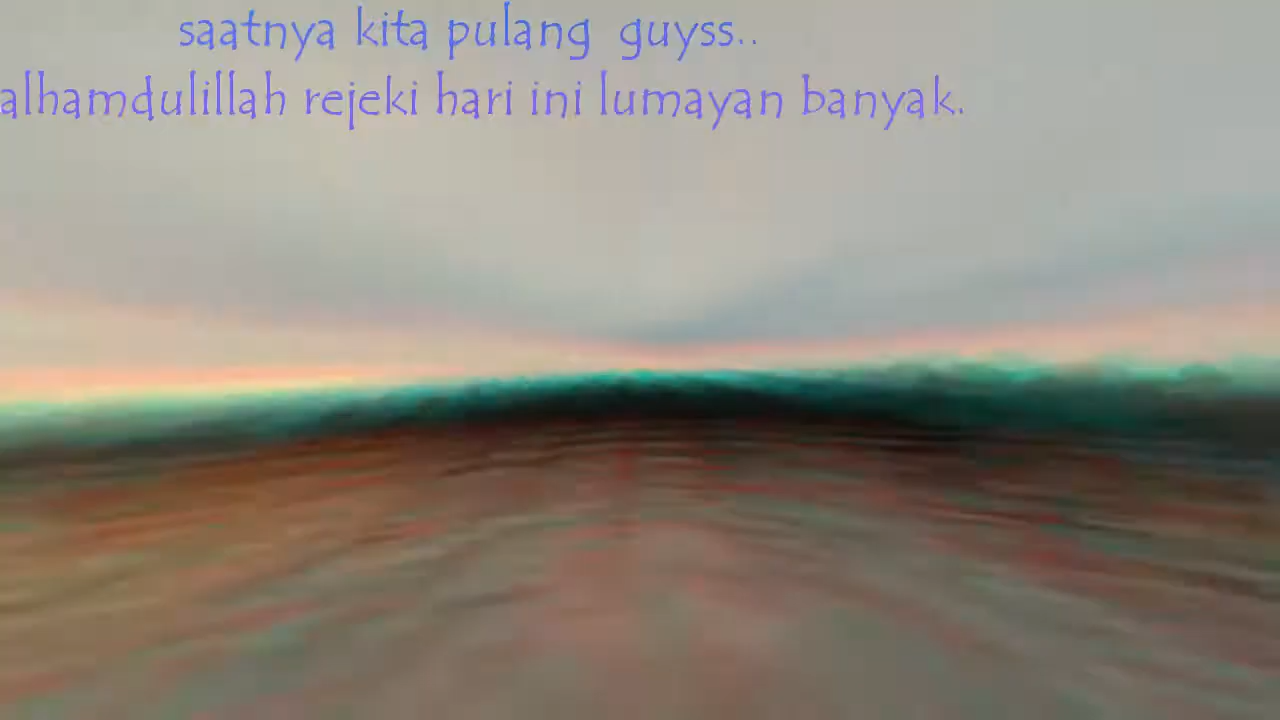 saatnya kita pulang guyss..
alhamdulillah rejeki hari ini lumayan banyak.